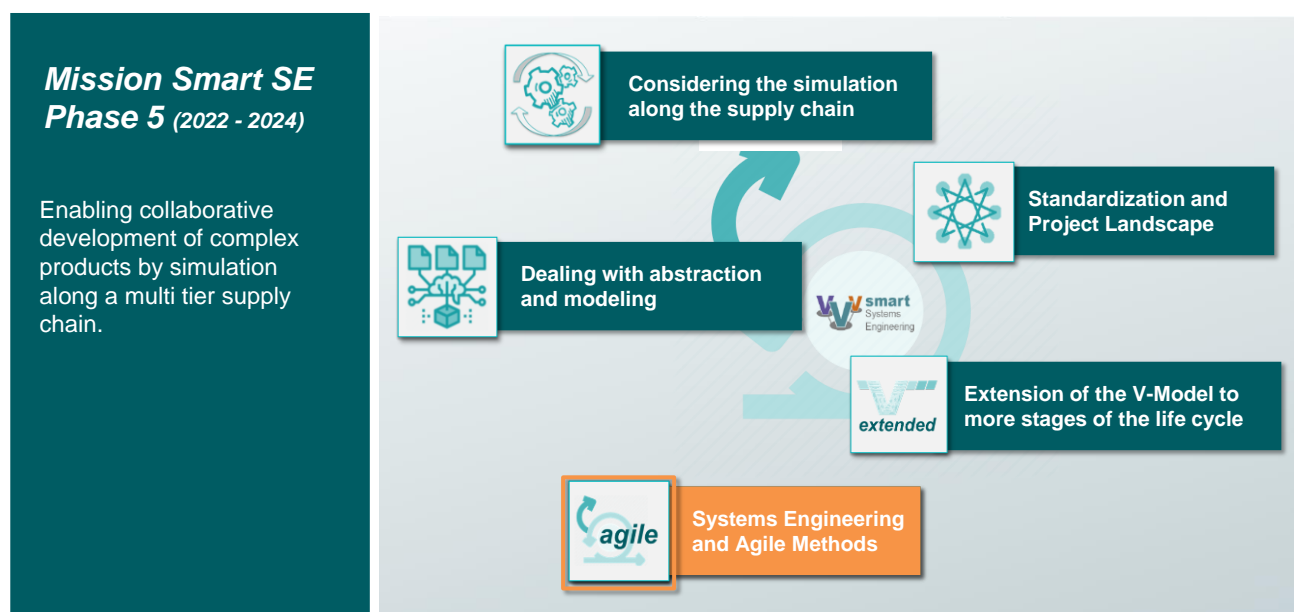 Mission Smart SE
Phase 5 (2022 - 2024)
Enabling collaborative
development of complex
products by simulation
along a multi tier supply
chain.
Considering the simulation
along the supply chain
Standardization and
Project Landscape
Dealing with abstraction
and modeling
VVV smart
Systems
Engineering
extended
Extension of the V-Model to
more stages of the life cycle
agile
Systems Engineering
and Agile Methods